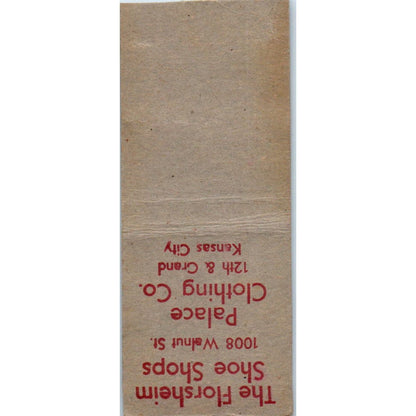 The Florsheim
Shoe Shops
1008 Walnut St.
Palace
Clothing Co.
12th & Grand
Kansas City